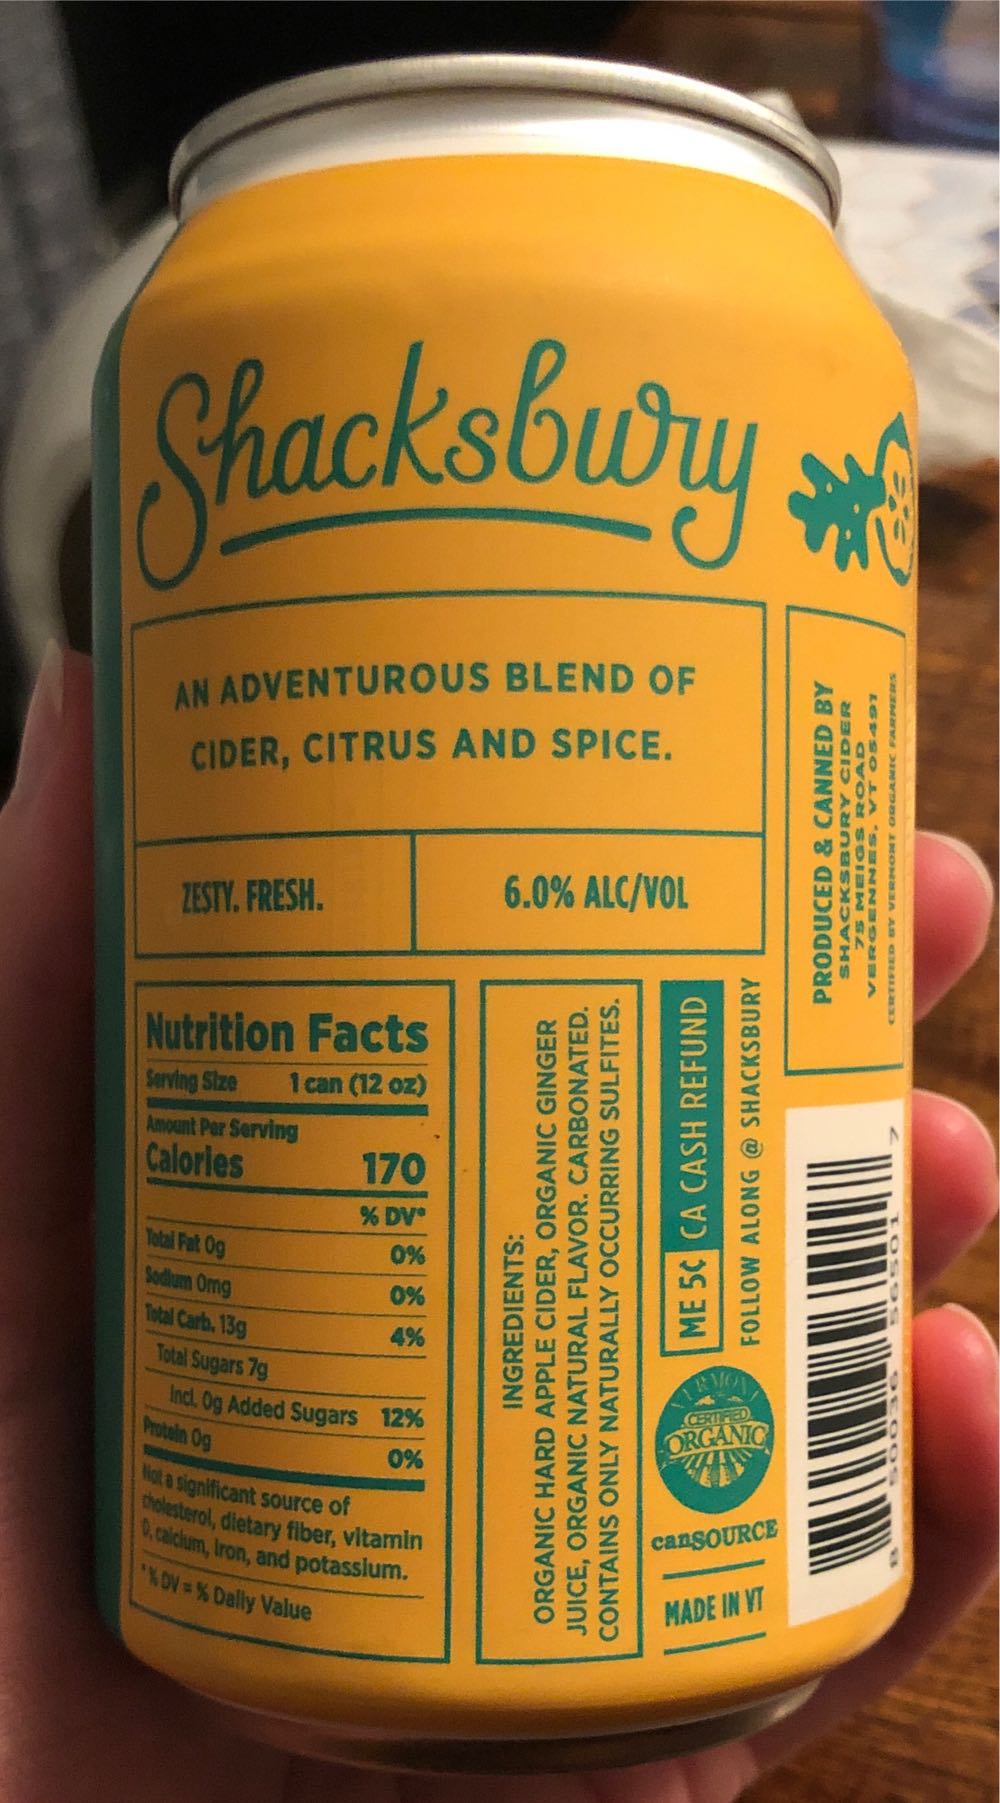 Shacksbury
AN ADVENTUROUS BLEND OF
CIDER, CITRUS AND SPICE.
ZESTY. FRESH.
6.0% ALC/VOL
Nutrition Facts
Serving Size 1 can (12 oz)
Amount Per Serving
Calories 170
% DV*
Total Fat 0g 0%
Sodium 0mg 0%
Total Carb. 13g 4%
Total Sugars 7g
Incl. 0g Added Sugars 12%
Protein 0g 0%
Not a significant source of
cholesterol, dietary fiber, vitamin
D, calcium, iron, and potassium.
*% DV = % Daily Value
INGREDIENTS:
ORGANIC HARD APPLE CIDER, ORGANIC GINGER
JUICE, ORGANIC NATURAL FLAVOR. CARBONATED.
CONTAINS ONLY NATURALLY OCCURRING SULFITES.
ME 5¢ CA CASH REFUND
FOLLOW ALONG @ SHACKSBURY
VERMONT
CERTIFIED
ORGANIC
canSOURCE
MADE IN VT
PRODUCED & CANNED BY
SHACKSBURY CIDER
75 MEIGS ROAD
VERGENNES, VT 05491
CERTIFIED BY VERMONT ORGANIC FARMERS
8 50036 56501 7